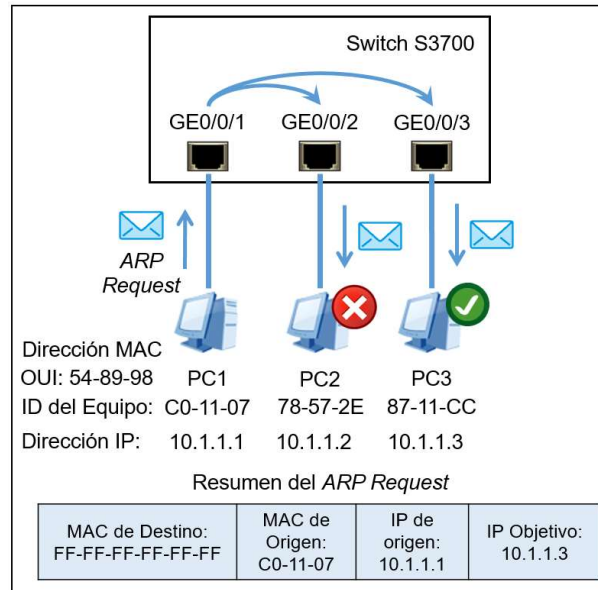 Switch S3700
GE0/0/1 GE0/0/2 GE0/0/3
ARP
Request
Dirección MAC
OUI: 54-89-98 PC1 PC2 PC3
ID del Equipo: C0-11-07 78-57-2E 87-11-CC
Dirección IP: 10.1.1.1 10.1.1.2 10.1.1.3
Resumen del ARP Request
MAC de Destino:
FF-FF-FF-FF-FF-FF
MAC de
Origen:
C0-11-07
IP de
origen:
10.1.1.1
IP Objetivo:
10.1.1.3